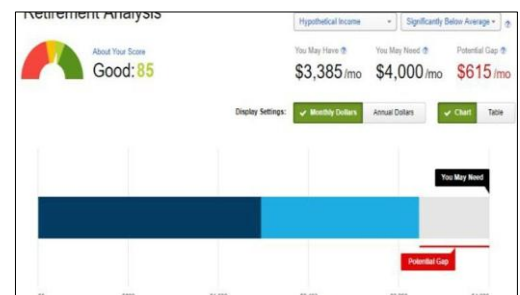 Retirement Analysis
Hypothetical Income
Significantly Below Average
About Your Score
Good: 85
You May Have
You May Need
Potential Gap
$3,385 /mo
$4,000 /mo
$615 /mo
Display Settings:
Monthly Dollars
Annual Dollars
Chart
Table
You May Need
Potential Gap